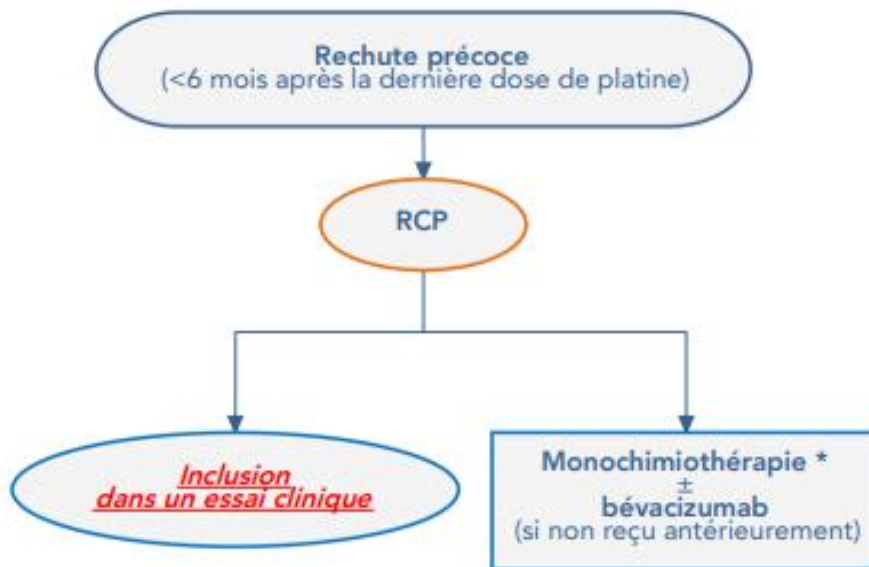 Rechute précoce
(<6 mois après la dernière dose de platine)
RCP
Inclusion
dans un essai clinique
Monochimiothérapie *
±
bévacizumab
(si non reçu antérieurement)